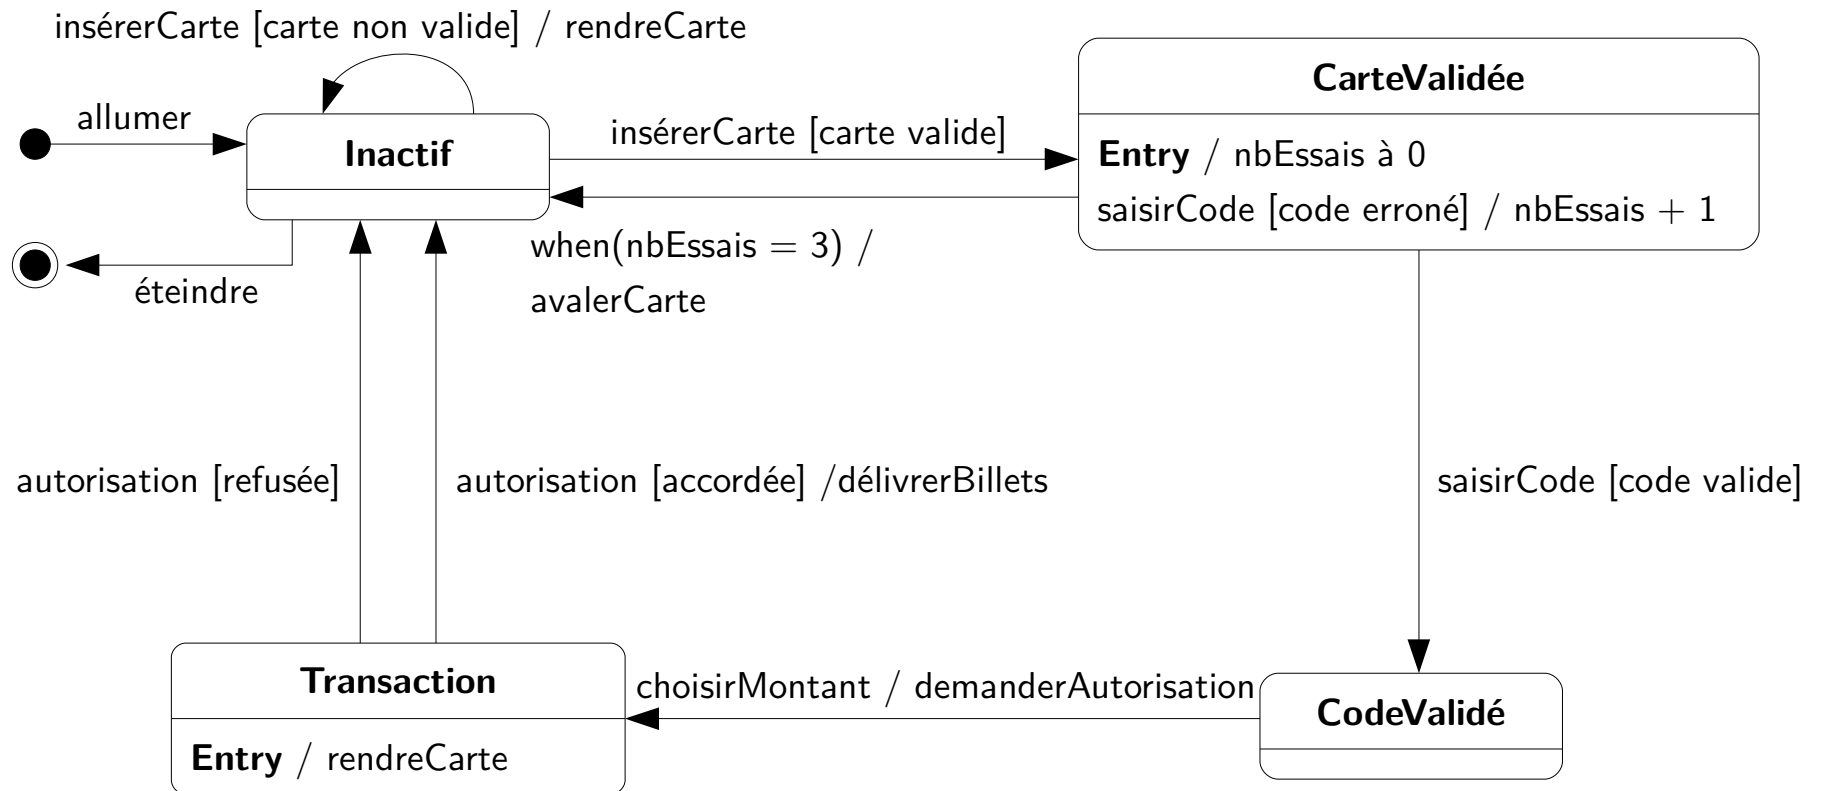 insérerCarte [carte non valide] / rendreCarte
allumer
Inactif
éteindre
insérerCarte [carte valide]
when(nbEssais = 3) /
avalerCarte
CarteValidée
Entry / nbEssais à 0
saisirCode [code erroné] / nbEssais + 1
autorisation [refusée]
autorisation [accordée] /délivrerBillets
saisirCode [code valide]
Transaction
Entry / rendreCarte
choisirMontant / demanderAutorisation
CodeValidé